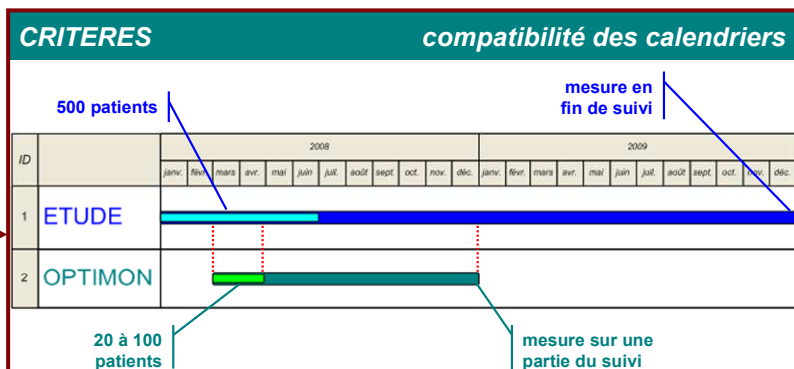 CRITERES compatibilité des calendriers
500 patients
mesure en
fin de suivi
ID 2008 2009
janv. févr. mars avr. mai juin juil. août sept. oct. nov. déc. janv. févr. mars avr. mai juin juil. août sept. oct. nov. déc.
1 ETUDE
2 OPTIMON
20 à 100
patients
mesure sur une
partie du suivi